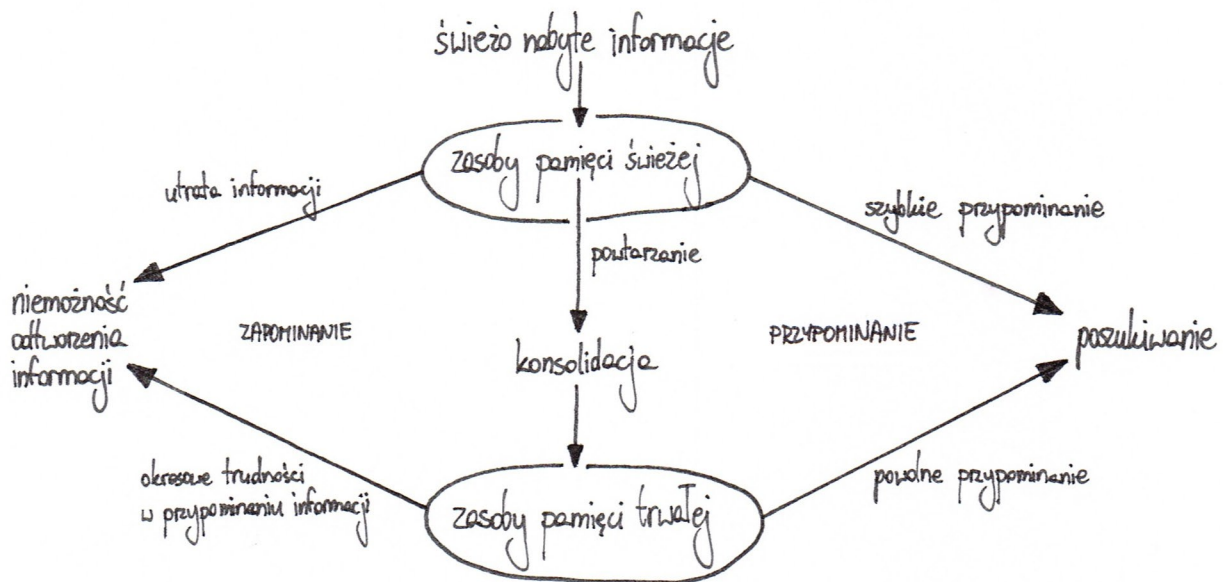 świeżo nabyte informacje
zasoby pamięci świeżej
utrata informacji
szybkie przypominanie
powtarzanie
niemożność
odtworzenia
informacji
ZAPOMINANIE
PRZYPOMINANIE
poszukiwanie
konsolidacja
okresowe trudności
w przypominaniu informacji
powolne przypominanie
zasoby pamięci trwałej